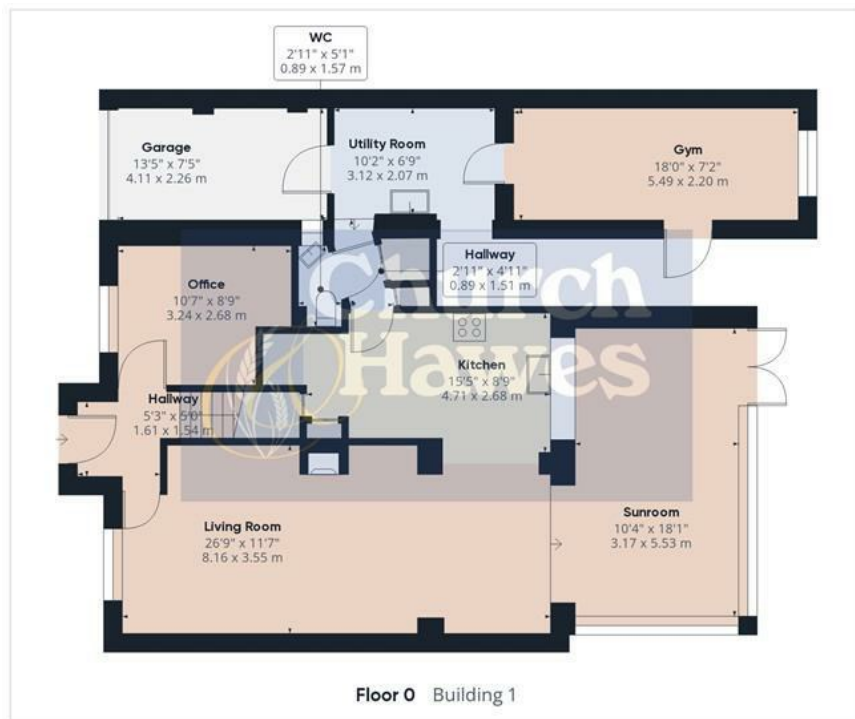 WC
2'11" x 5'1"
0.89 x 1.57 m
Garage
13'5" x 7'5"
4.11 x 2.26 m
Utility Room
10'2" x 6'9"
3.12 x 2.07 m
Gym
18'0" x 7'2"
5.49 x 2.20 m
Office
10'7" x 8'9"
3.24 x 2.68 m
Hallway
2'11" x 4'11"
0.89 x 1.51 m
Church
Hawes
Kitchen
15'5" x 8'9"
4.71 x 2.68 m
Hallway
5'3" x 5'0"
1.61 x 1.54 m
Living Room
26'9" x 11'7"
8.16 x 3.55 m
Sunroom
10'4" x 18'1"
3.17 x 5.53 m
Floor 0 Building 1